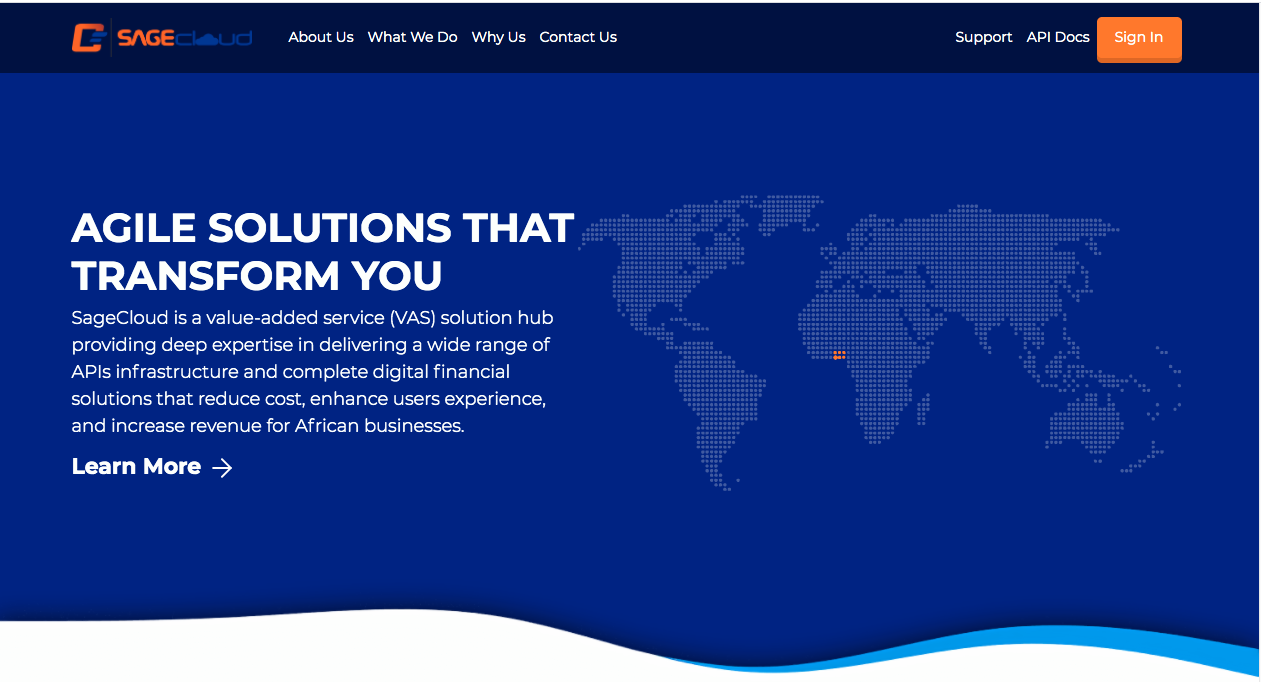 SAGEcloud
About Us What We Do Why Us Contact Us
Support API Docs Sign In
AGILE SOLUTIONS THAT
TRANSFORM YOU
SageCloud is a value-added service (VAS) solution hub
providing deep expertise in delivering a wide range of
APIs infrastructure and complete digital financial
solutions that reduce cost, enhance users experience,
and increase revenue for African businesses.
Learn More →